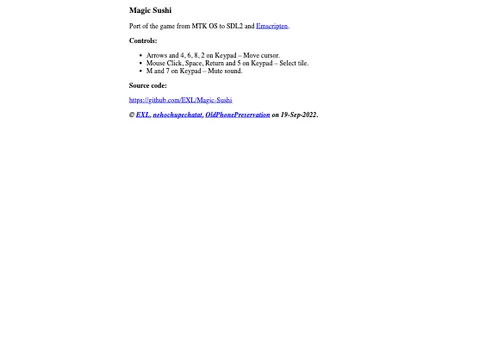 Magic Sushi
Port of the game from MTK OS to SDL2 and Emscripten.
Controls:
• Arrows and 4, 6, 8, 2 on Keypad – Move cursor.
• Mouse Click, Space, Return and 5 on Keypad – Select tile.
• M and 7 on Keypad – Mute sound.
Source code:
https://github.com/EXL/Magic-Sushi
© EXL, nehochupechatat, OldPhonePreservation on 19-Sep-2022.